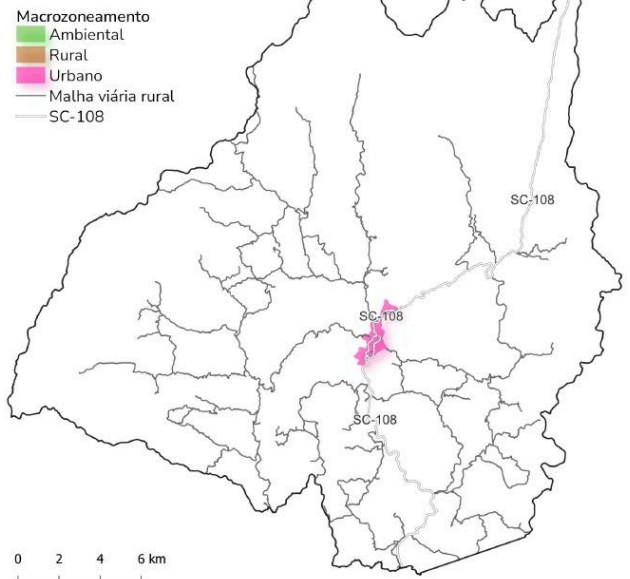 Macrozoneamento
Ambiental
Rural
Urbano
Malha viária rural
SC-108
SC-108
SC-108
SC-108
0 2 4 6 km